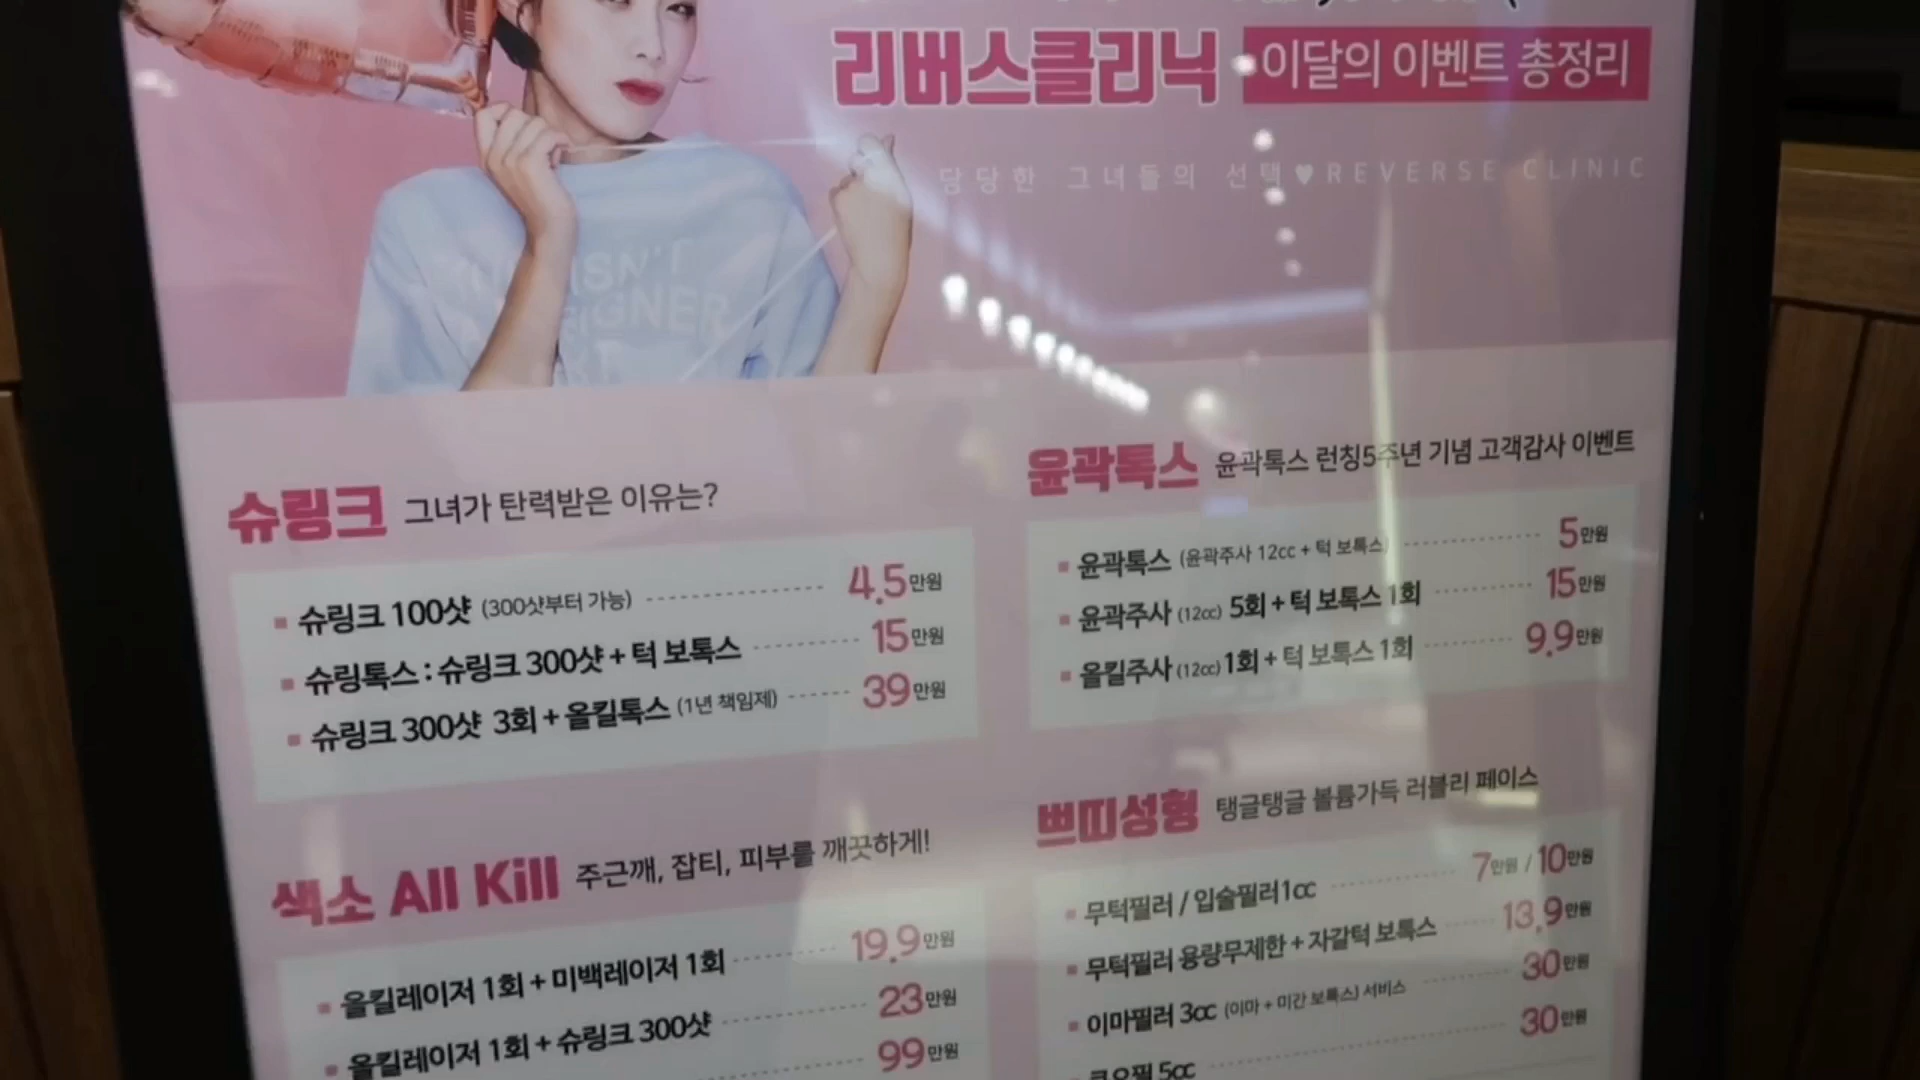 리버스클리닉 이달의 이벤트 총정리
당당한 그녀들의 선택♥REVERSE CLINIC
슈링크 그녀가 탄력받은 이유는?
슈링크 100샷 (300샷부터 가능) 4.5만원
슈링톡스 : 슈링크 300샷 + 턱 보톡스 15만원
슈링크 300샷 3회 + 올킬톡스 (1년 책임제) 39만원
윤곽톡스 윤곽톡스 런칭5주년 기념 고객감사 이벤트
윤곽톡스 (윤곽주사 12cc + 턱 보톡스) 5만원
윤곽주사 (12cc) 5회 + 턱 보톡스 1회 15만원
올킬주사 (12cc) 1회 + 턱 보톡스 1회 9.9만원
색소 All Kill 주근깨, 잡티, 피부를 깨끗하게!
올킬레이저 1회 + 미백레이저 1회 19.9만원
올킬레이저 1회 + 슈링크 300샷 23만원
99만원
쁘띠성형 탱글탱글 볼륨가득 러블리 페이스
무턱필러 / 입술필러1cc 7만원 / 10만원
무턱필러 용량무제한 + 자갈턱 보톡스 13.9만원
이마필러 3cc (이마 + 미간 보톡스) 서비스 30만원
5cc 30만원